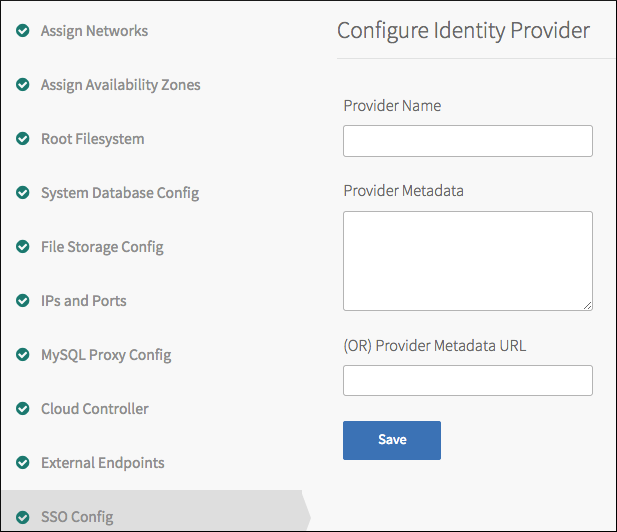 Assign Networks
Assign Availability Zones
Root Filesystem
System Database Config
File Storage Config
IPs and Ports
MySQL Proxy Config
Cloud Controller
External Endpoints
SSO Config
Configure Identity Provider
Provider Name
Provider Metadata
(OR) Provider Metadata URL
Save